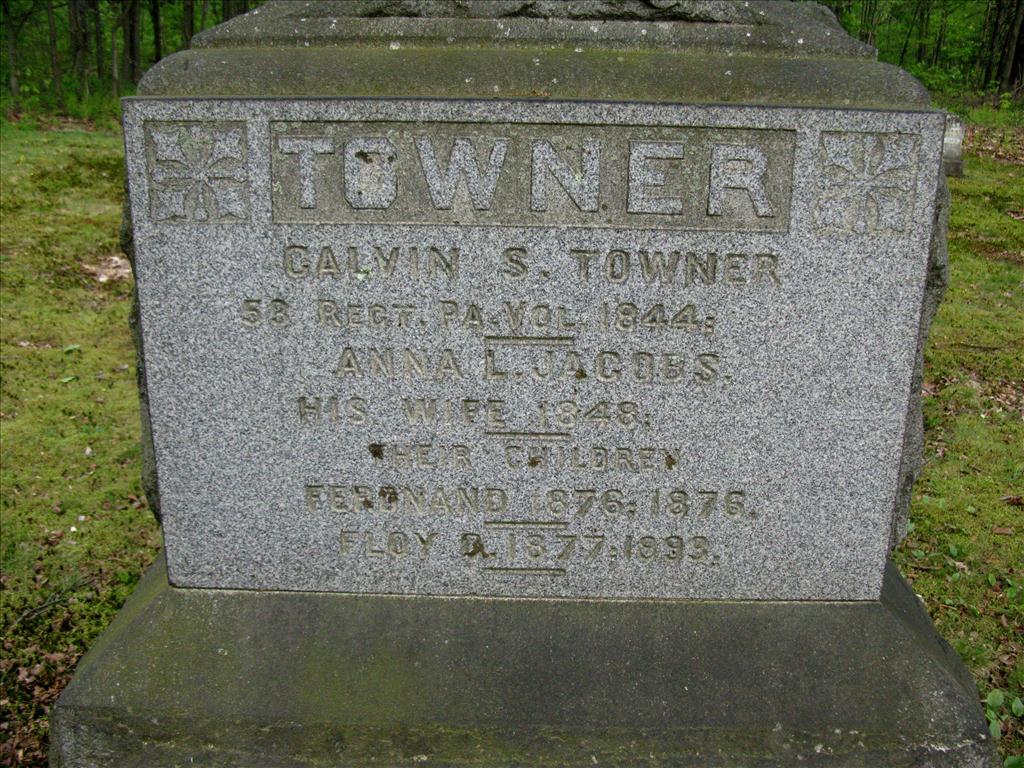 TOWNER
CALVIN S. TOWNER
53 REGT. PA. VOL. 1844:
ANNA L. JACOBS.
HIS WIFE 1848:
THEIR CHILDREN
FERDNAND 1876: 1876.
FLOY D. 1877: 1893.